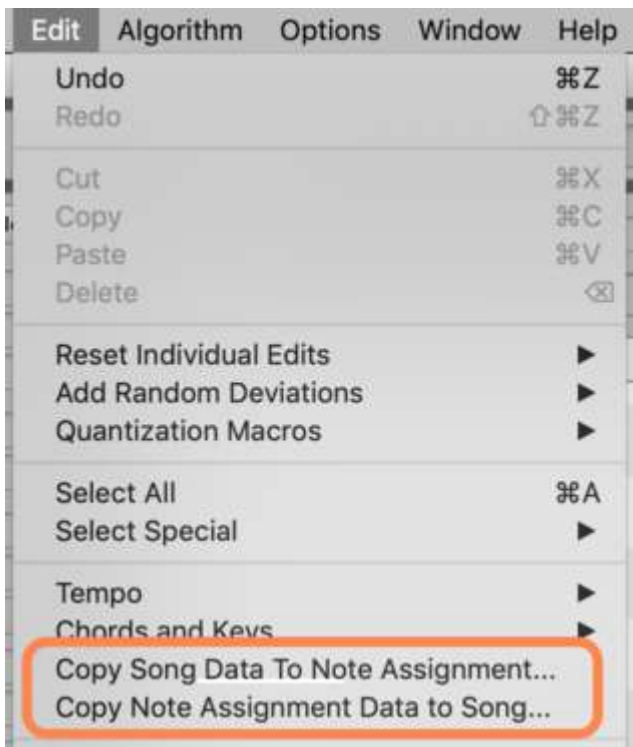 Edit Algorithm Options Window Help
Undo ⌘Z
Redo ⇧⌘Z
Cut ⌘X
Copy ⌘C
Paste ⌘V
Delete ⌫
Reset Individual Edits ▶
Add Random Deviations ▶
Quantization Macros ▶
Select All ⌘A
Select Special ▶
Tempo ▶
Chords and Keys ▶
Copy Song Data To Note Assignment...
Copy Note Assignment Data to Song...